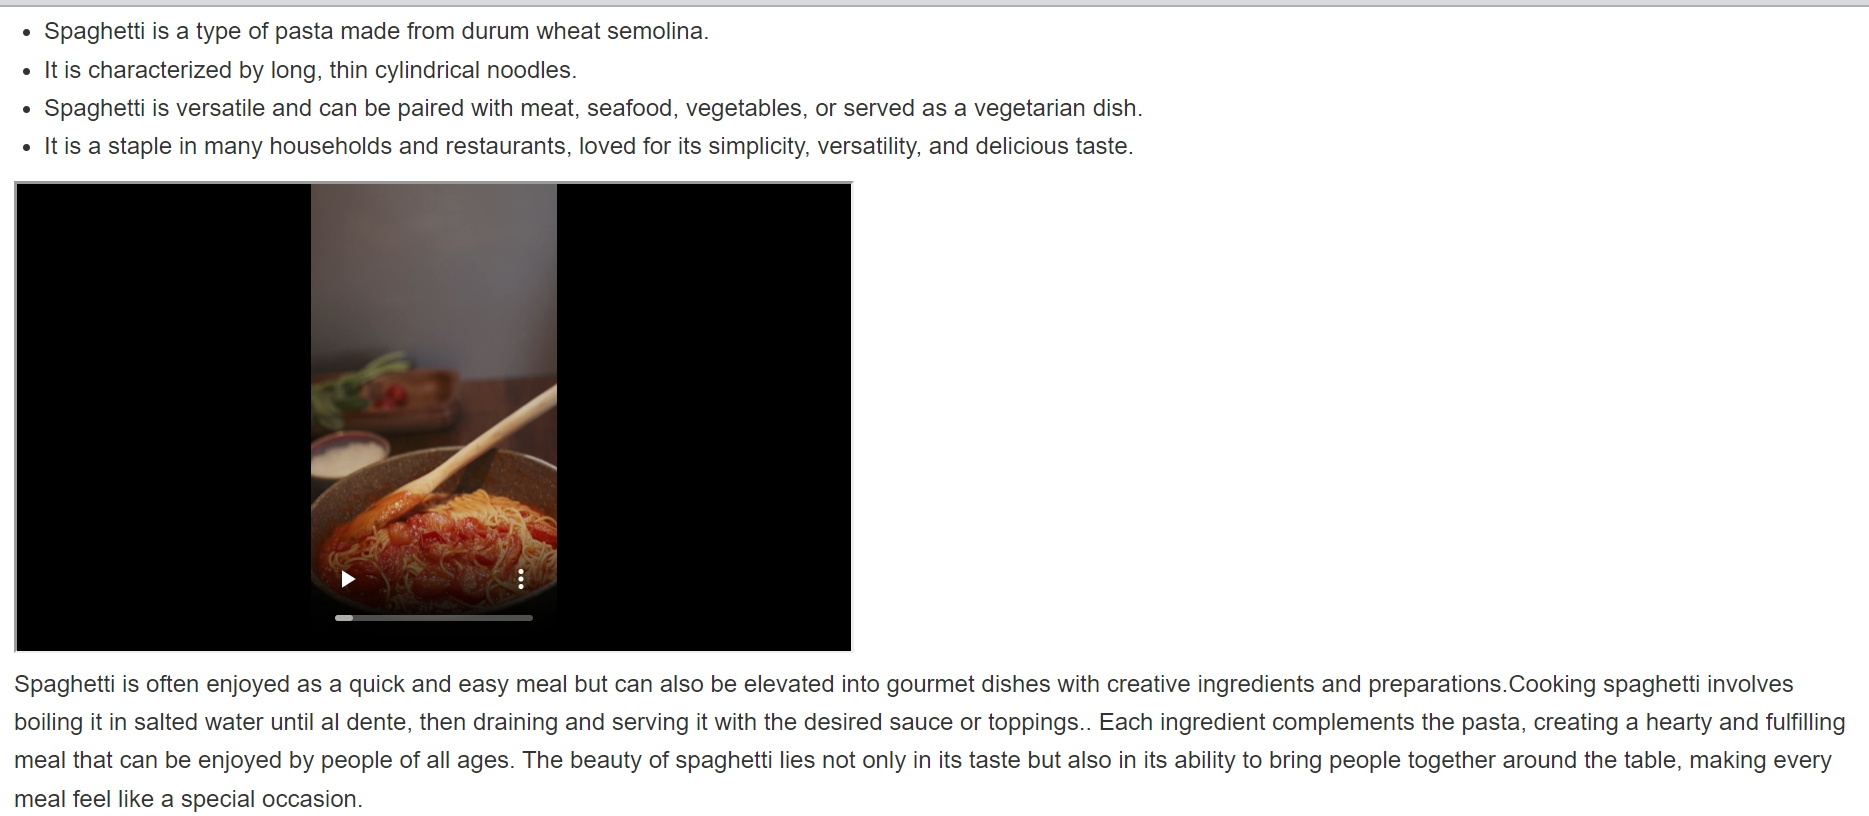 Spaghetti is a type of pasta made from durum wheat semolina.
It is characterized by long, thin cylindrical noodles.
Spaghetti is versatile and can be paired with meat, seafood, vegetables, or served as a vegetarian dish.
It is a staple in many households and restaurants, loved for its simplicity, versatility, and delicious taste.
Spaghetti is often enjoyed as a quick and easy meal but can also be elevated into gourmet dishes with creative ingredients and preparations.Cooking spaghetti involves
boiling it in salted water until al dente, then draining and serving it with the desired sauce or toppings.. Each ingredient complements the pasta, creating a hearty and fulfilling
meal that can be enjoyed by people of all ages. The beauty of spaghetti lies not only in its taste but also in its ability to bring people together around the table, making every
meal feel like a special occasion.